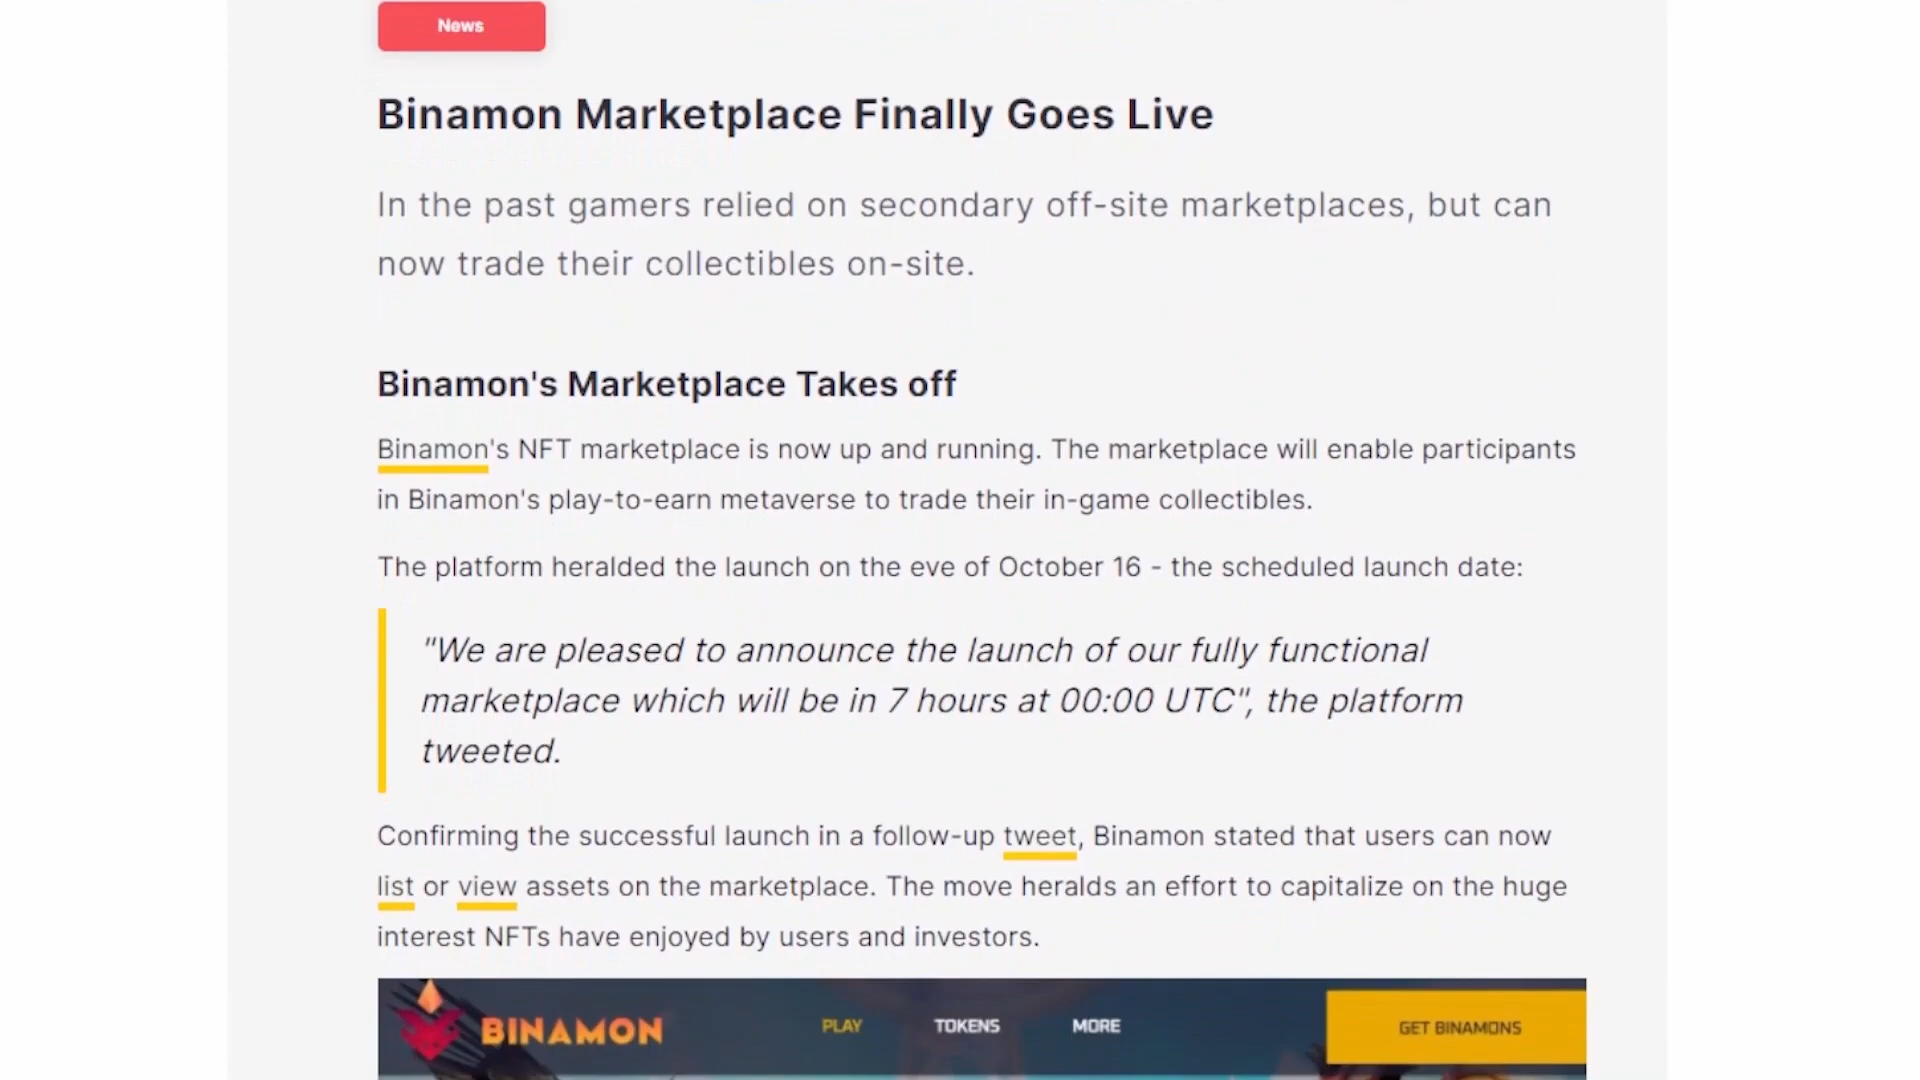 News
Binamon Marketplace Finally Goes Live
In the past gamers relied on secondary off-site marketplaces, but can
now trade their collectibles on-site.
Binamon's Marketplace Takes off
Binamon's NFT marketplace is now up and running. The marketplace will enable participants
in Binamon's play-to-earn metaverse to trade their in-game collectibles.
The platform heralded the launch on the eve of October 16 - the scheduled launch date:
"We are pleased to announce the launch of our fully functional
marketplace which will be in 7 hours at 00:00 UTC", the platform
tweeted.
Confirming the successful launch in a follow-up tweet, Binamon stated that users can now
list or view assets on the marketplace. The move heralds an effort to capitalize on the huge
interest NFTs have enjoyed by users and investors.
BINAMON PLAY TOKENS MORE GET BINAMONS